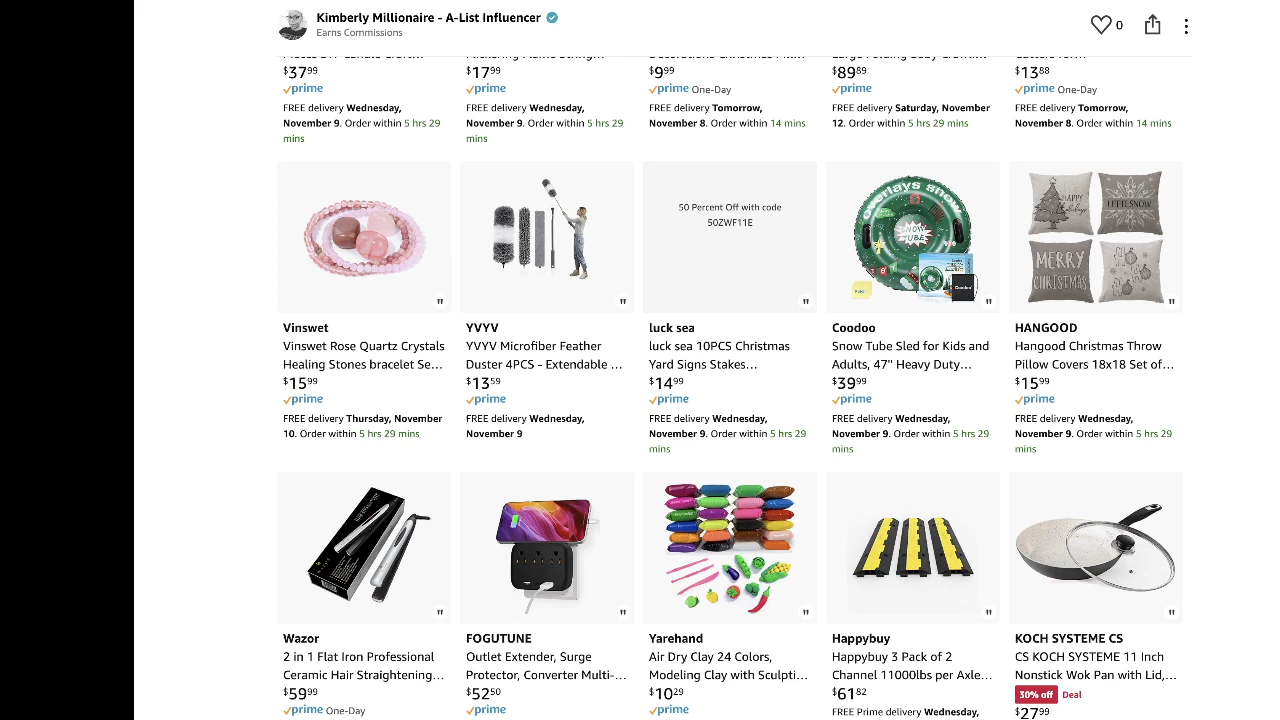 Kimberly Millionaire - A-List Influencer
Earns Commissions
0
$37.99
$17.99
$9.99
$89.89
$13.88
prime
prime
prime One-Day
prime
prime One-Day
FREE delivery Wednesday,
November 9. Order within 5 hrs 29
mins
FREE delivery Wednesday,
November 9. Order within 5 hrs 29
mins
FREE delivery Tomorrow,
November 8. Order within 14 mins
FREE delivery Saturday, November
12. Order within 5 hrs 29 mins
FREE delivery Tomorrow,
November 8. Order within 14 mins
50 Percent Off with code
50ZWF11E
overlays snow
SNOW
TUBE
Coodoo
HAPPY
Holidays
LET IT SNOW
MERRY
CHRISTMAS
Vinswet
Vinswet Rose Quartz Crystals
Healing Stones bracelet Se...
$15.99
prime
FREE delivery Thursday, November
10. Order within 5 hrs 29 mins
YVYV
YVYV Microfiber Feather
Duster 4PCS - Extendable ...
$13.59
prime
FREE delivery Wednesday,
November 9
luck sea
luck sea 10PCS Christmas
Yard Signs Stakes...
$14.99
prime
FREE delivery Wednesday,
November 9. Order within 5 hrs 29
mins
Coodoo
Snow Tube Sled for Kids and
Adults, 47" Heavy Duty...
$39.99
prime
FREE delivery Wednesday,
November 9. Order within 5 hrs 29
mins
HANGOOD
Hangood Christmas Throw
Pillow Covers 18x18 Set of...
$15.99
prime
FREE delivery Wednesday,
November 9. Order within 5 hrs 29
mins
Wazor
2 in 1 Flat Iron Professional
Ceramic Hair Straightening...
$59.99
prime One-Day
FOGUTUNE
Outlet Extender, Surge
Protector, Converter Multi-...
$52.50
prime
Yarehand
Air Dry Clay 24 Colors,
Modeling Clay with Sculpti...
$10.29
prime
Happybuy
Happybuy 3 Pack of 2
Channel 11000lbs per Axle...
$61.82
FREE Prime delivery Wednesday,
KOCH SYSTEME CS
CS KOCH SYSTEME 11 Inch
Nonstick Wok Pan with Lid,...
30% off Deal
$27.99